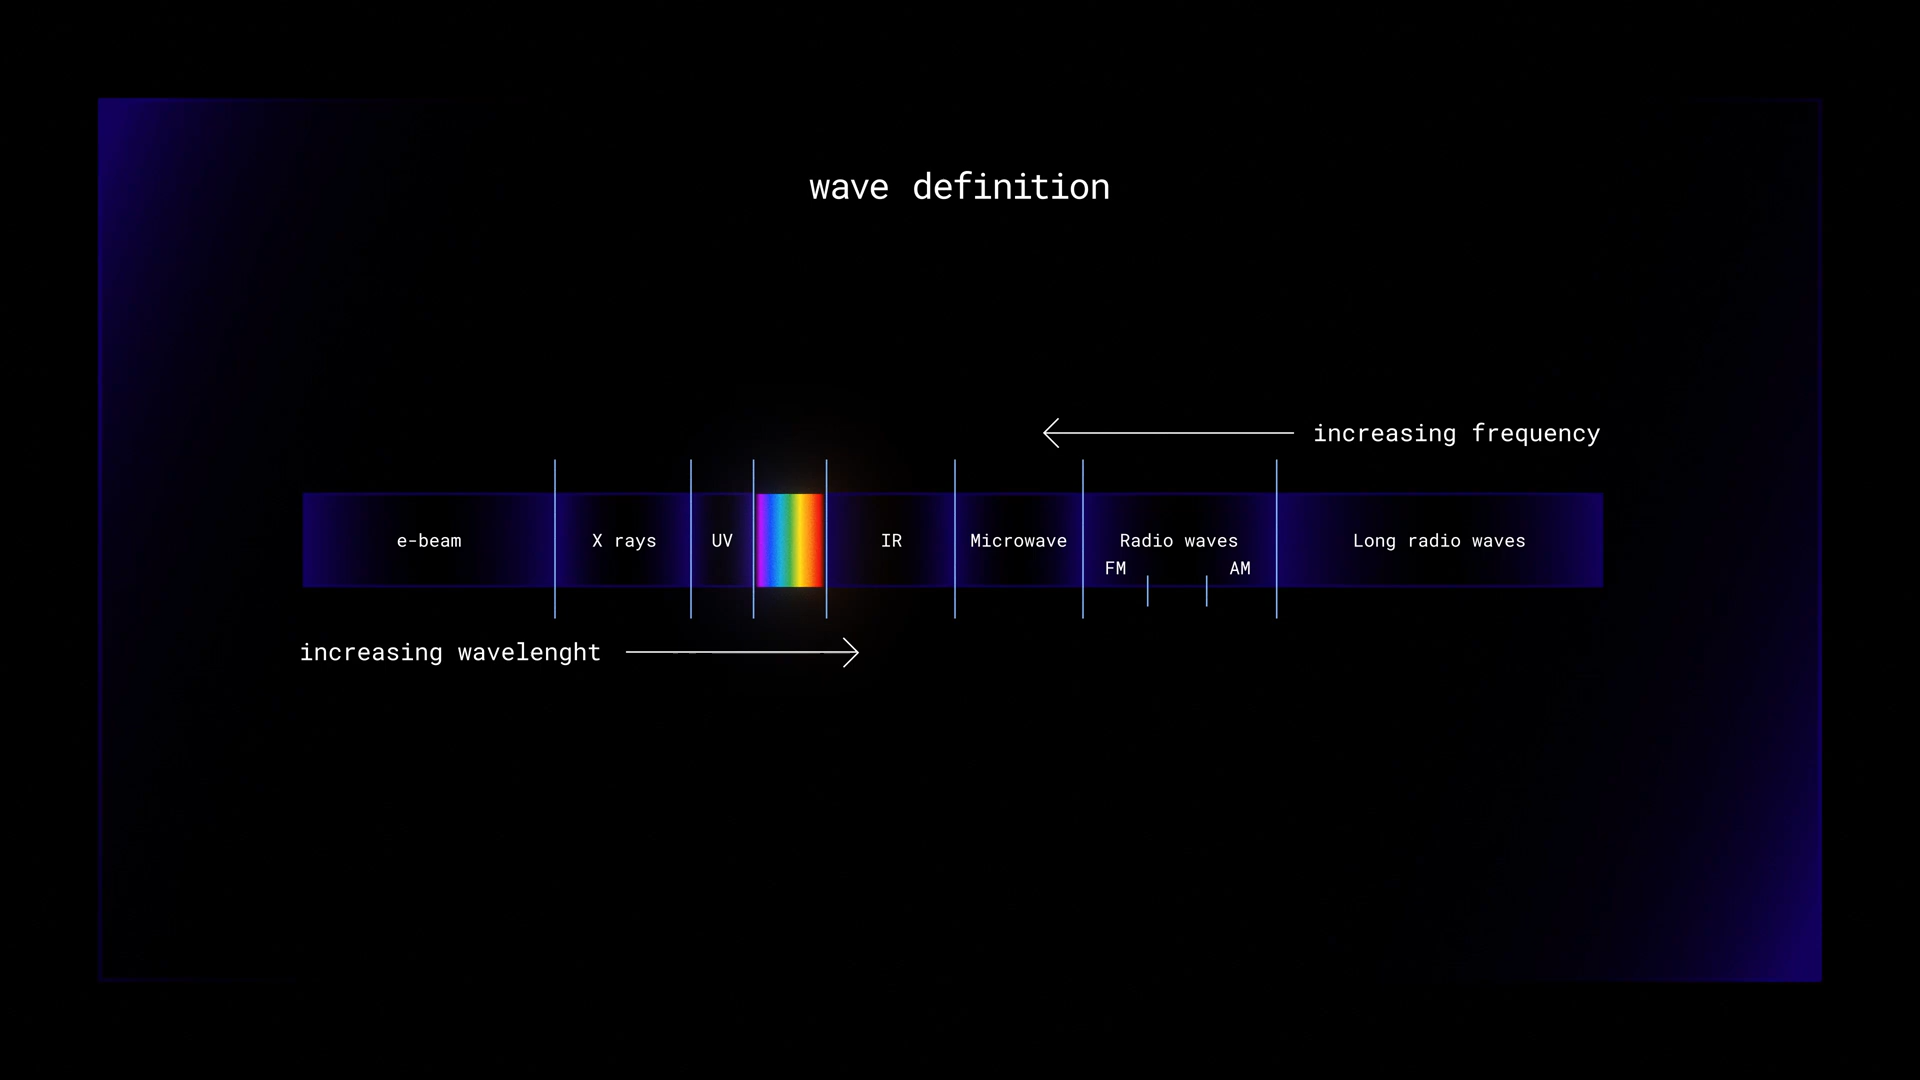 wave definition
increasing frequency
e-beam
X rays
UV
IR
Microwave
Radio waves
FM
AM
Long radio waves
increasing wavelenght